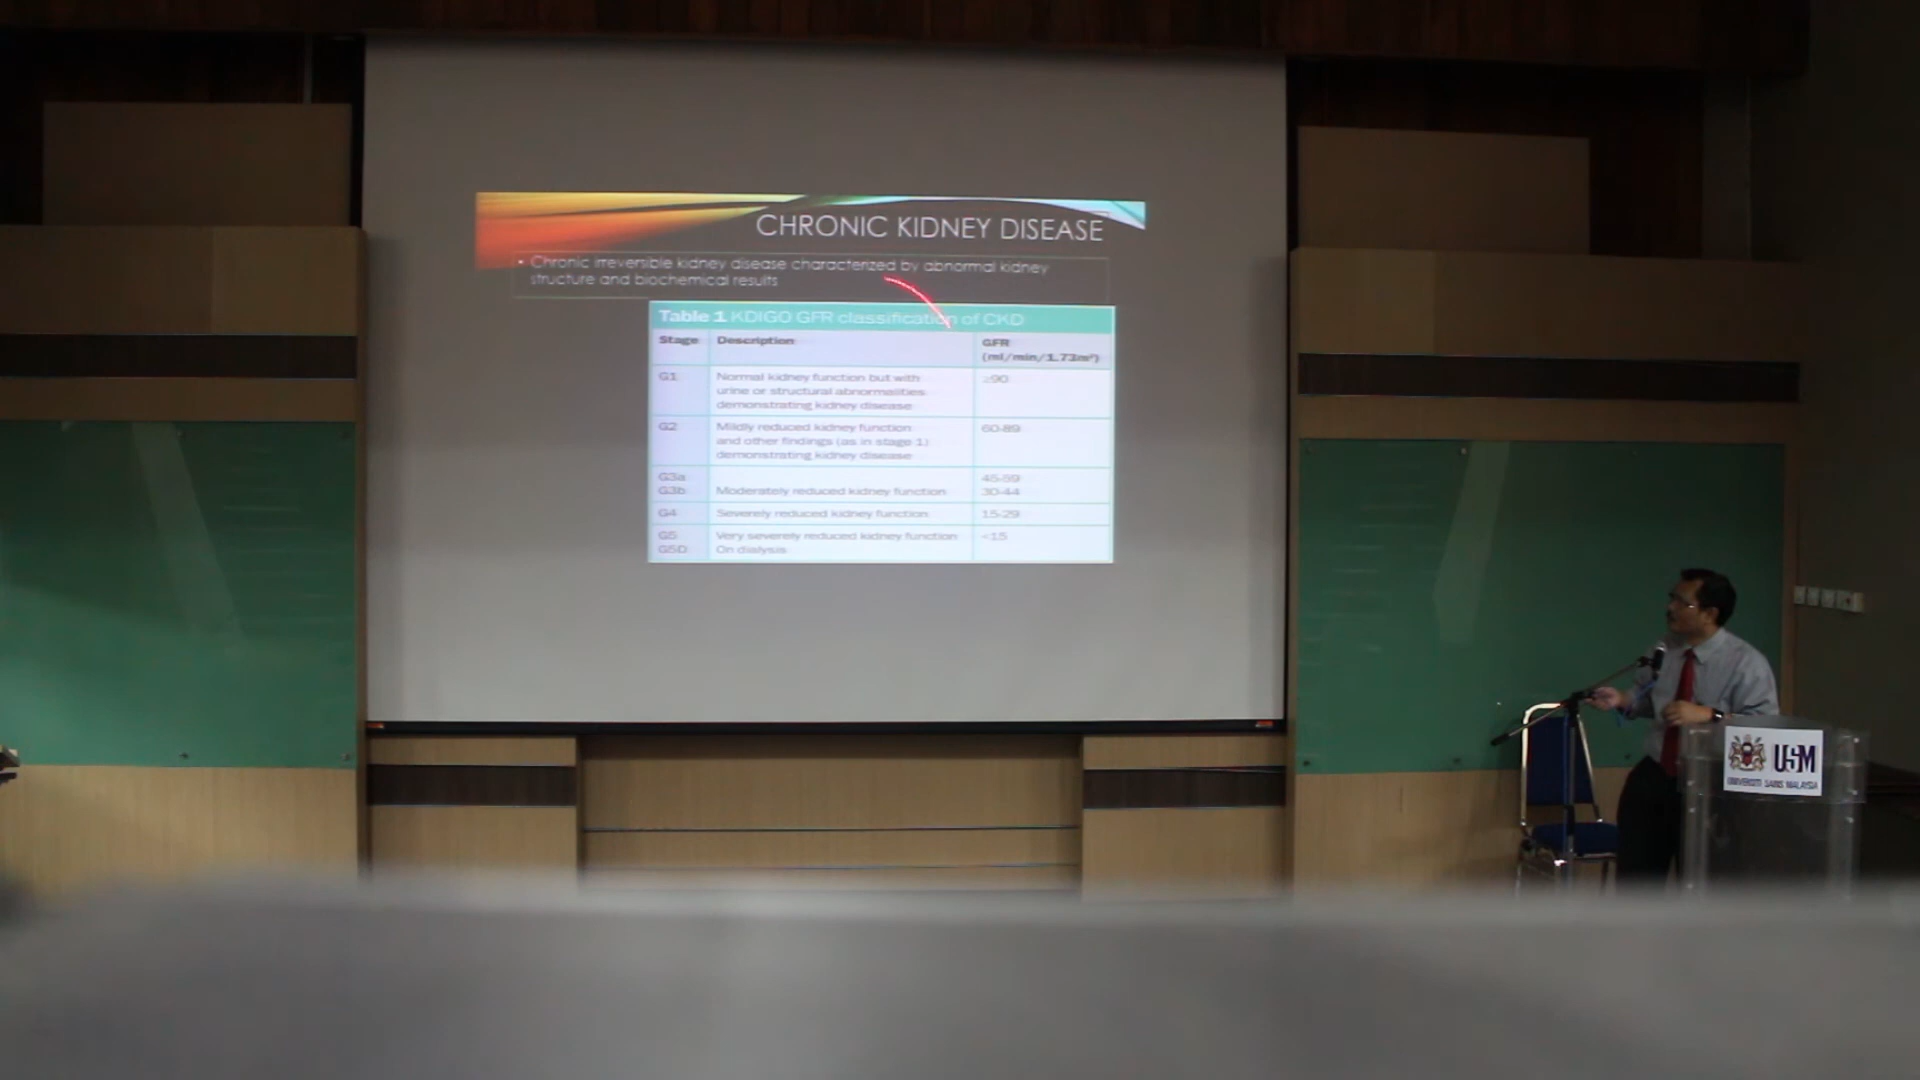 CHRONIC KIDNEY DISEASE
• Chronic irreversible kidney disease characterized by abnormal kidney
structure and biochemical results
Table 1 KDIGO GFR classification of CKD
Stage Description GFR
(ml/min/1.73m²)
G1 Normal kidney function but with ≥90
urine or structural abnormalities
demonstrating kidney disease
G2 Mildly reduced kidney function 60-89
and other findings (as in stage 1)
demonstrating kidney disease
G3a 45-59
G3b Moderately reduced kidney function 30-44
G4 Severely reduced kidney function 15-29
G5 Very severely reduced kidney function <15
G5D On dialysis
USM
UNIVERSITI SAINS MALAYSIA